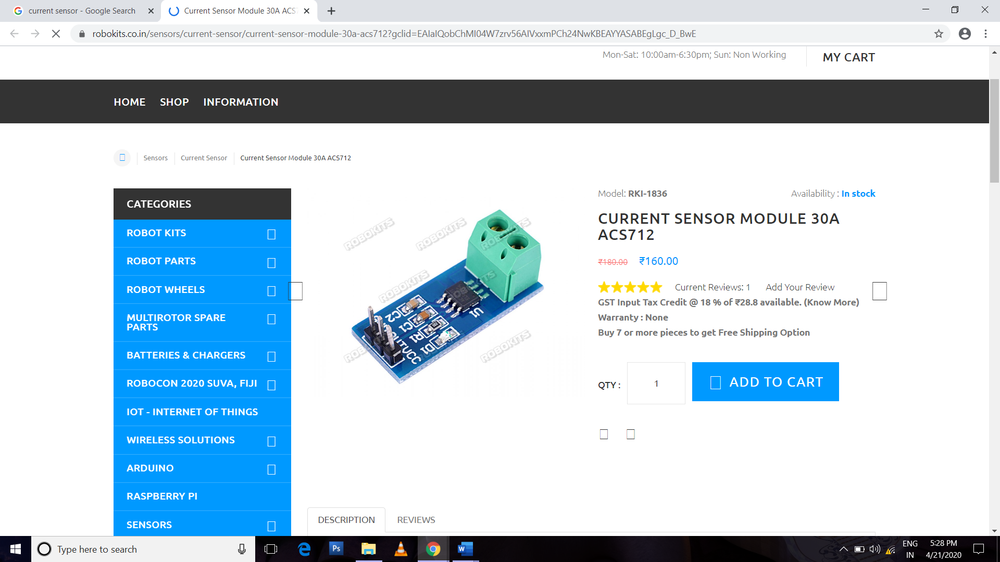 current sensor - Google Search
Current Sensor Module 30A ACS7
robokits.co.in/sensors/current-sensor/current-sensor-module-30a-acs712?gclid=EAIaIQobChMI04W7zrv56AIVxxmPCh24NwKBEAYYASABEgLgc_D_BwE
Mon-Sat: 10:00am-6:30pm; Sun: Non Working
MY CART
HOME SHOP INFORMATION
Sensors Current Sensor Current Sensor Module 30A ACS712
CATEGORIES
ROBOT KITS
ROBOT PARTS
ROBOT WHEELS
MULTIROTOR SPARE
PARTS
BATTERIES & CHARGERS
ROBOCON 2020 SUVA, FIJI
IOT - INTERNET OF THINGS
WIRELESS SOLUTIONS
ARDUINO
RASPBERRY PI
SENSORS
ROBOKITS
ROBOKITS
ROBOKITS
ROBOKITS
C2
C1
R1
D1
U1
VCC
102
Model: RKI-1836
Availability : In stock
CURRENT SENSOR MODULE 30A
ACS712
₹180.00 ₹160.00
Current Reviews: 1 Add Your Review
GST Input Tax Credit @ 18 % of ₹28.8 available. (Know More)
Warranty : None
Buy 7 or more pieces to get Free Shipping Option
QTY : 1 ADD TO CART
DESCRIPTION REVIEWS
Type here to search
Ps
W
ENG
IN
5:28 PM
4/21/2020